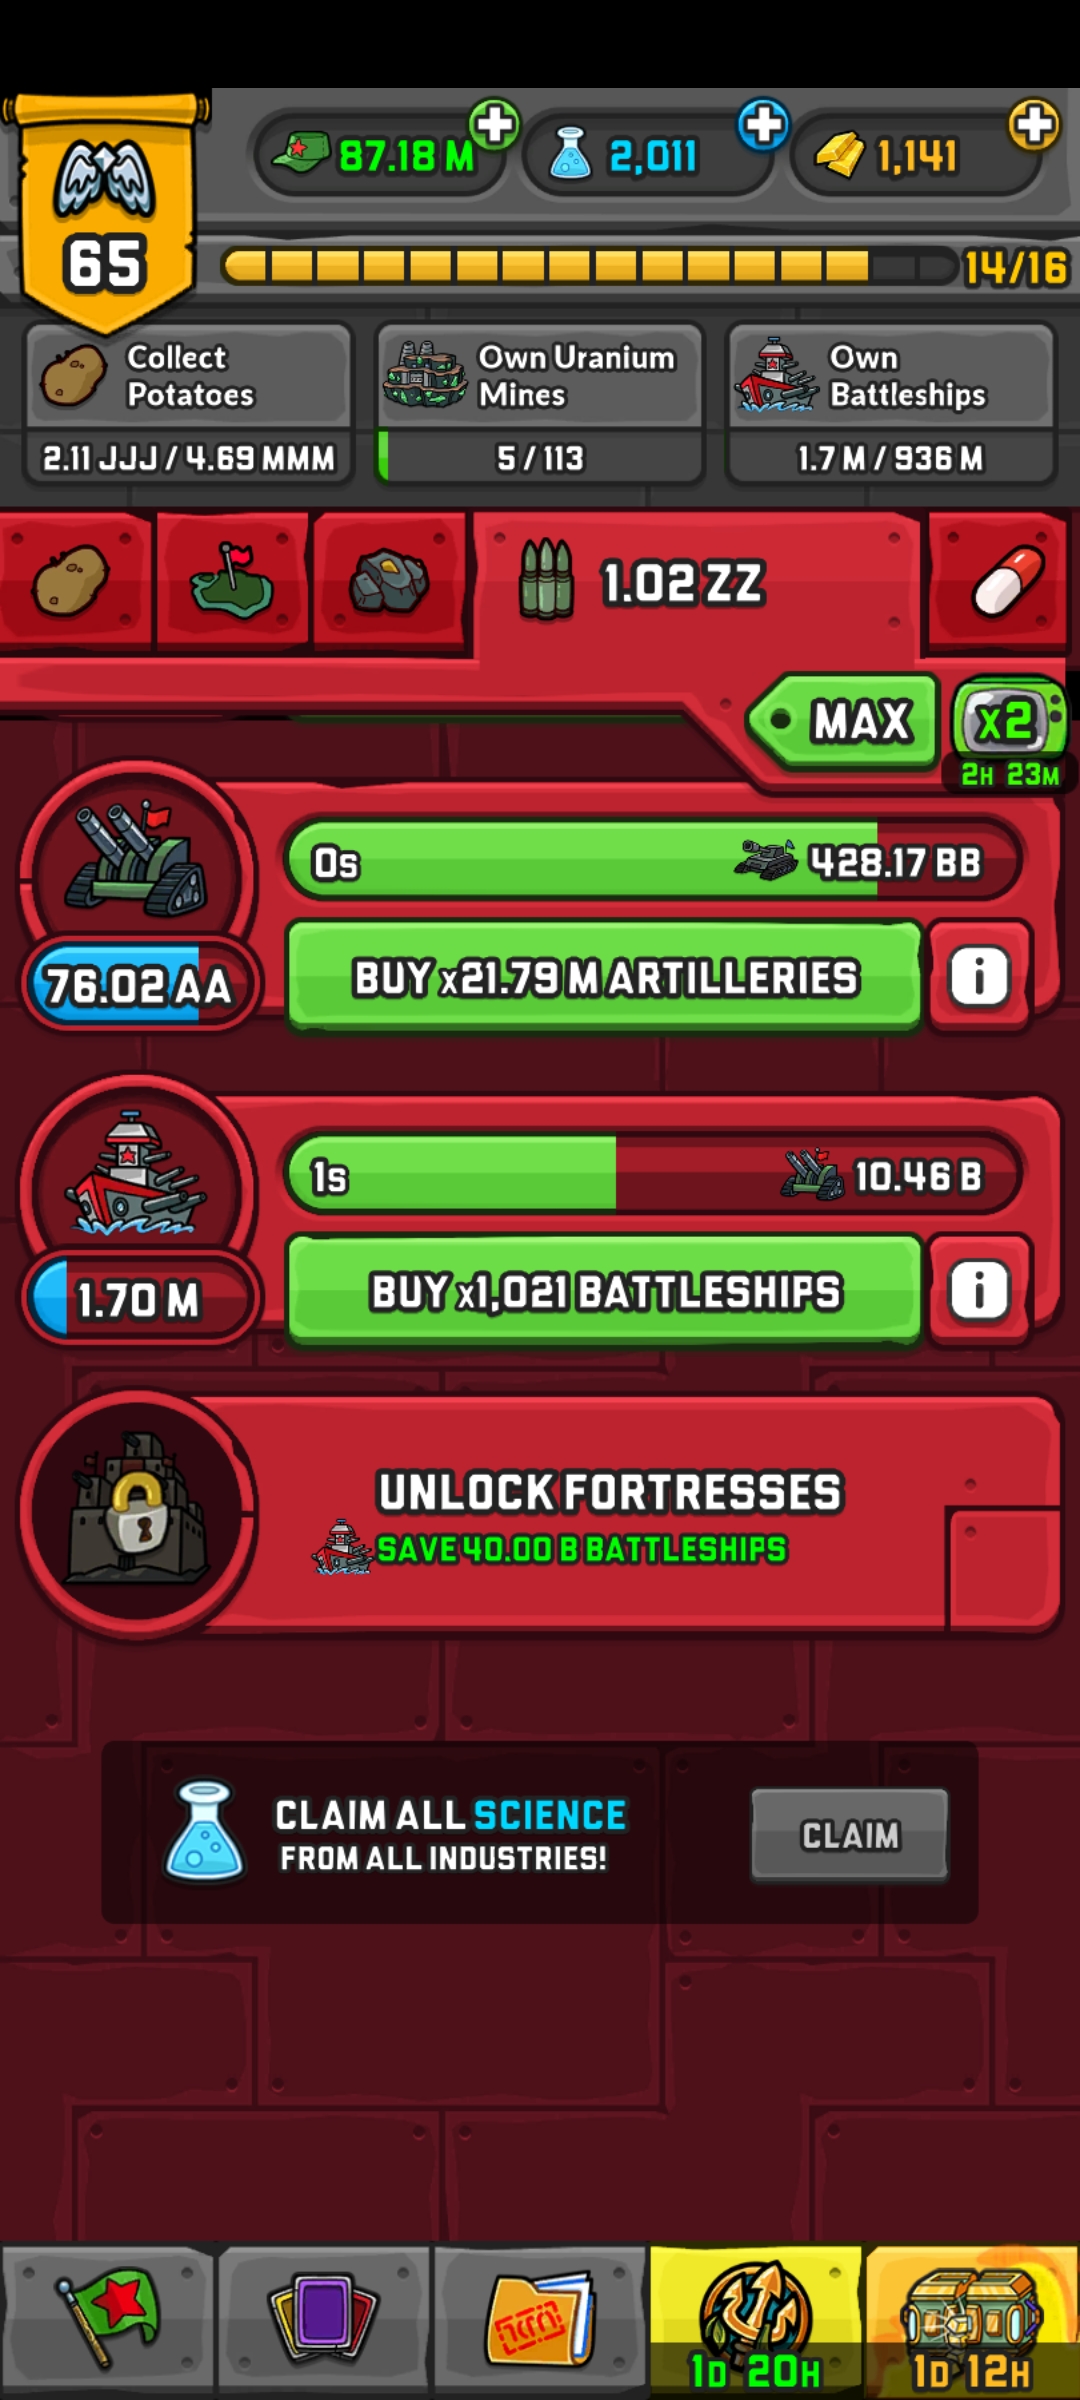 87.18 M
2,011
1,141
65
14/16
Collect
Potatoes
Own Uranium
Mines
Own
Battleships
2.11 JJJ / 4.69 MMM
5 / 113
1.7 M / 936 M
1.02 ZZ
MAX
x2
2H 23M
0s
428.17 BB
76.02 AA
BUY x21.79 M ARTILLERIES
i
1s
10.46 B
1.70 M
BUY x1,021 BATTLESHIPS
i
UNLOCK FORTRESSES
SAVE 40.00 B BATTLESHIPS
CLAIM ALL SCIENCE
FROM ALL INDUSTRIES!
CLAIM
1D 20H
1D 12H